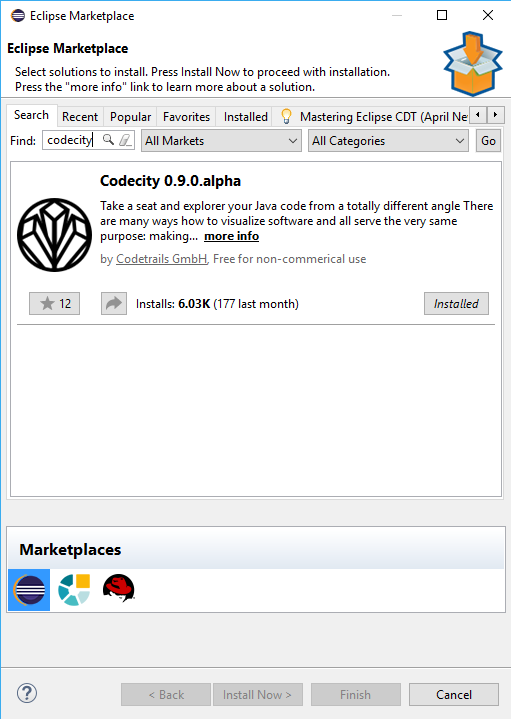 Eclipse Marketplace
Eclipse Marketplace
Select solutions to install. Press Install Now to proceed with installation.
Press the "more info" link to learn more about a solution.
Search Recent Popular Favorites Installed Mastering Eclipse CDT (April Ne
Find: codecity All Markets All Categories Go
Codecity 0.9.0.alpha
Take a seat and explorer your Java code from a totally different angle There
are many ways how to visualize software and all serve the very same
purpose: making... more info
by Codetrails GmbH, Free for non-commerical use
12 Installs: 6.03K (177 last month) Installed
Marketplaces
? < Back Install Now > Finish Cancel